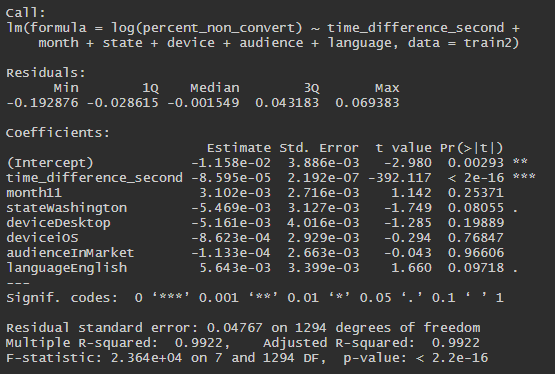 Call:
lm(formula = log(percent_non_convert) ~ time_difference_second +
    month + state + device + audience + language, data = train2)

Residuals:
      Min        1Q    Median        3Q       Max
-0.192876 -0.028615 -0.001549  0.043183  0.069383

Coefficients:
                         Estimate Std. Error  t value Pr(>|t|)
(Intercept)            -1.158e-02  3.886e-03   -2.980  0.00293 **
time_difference_second -8.595e-05  2.192e-07 -392.117  < 2e-16 ***
month11                 3.102e-03  2.716e-03    1.142  0.25371
stateWashington        -5.469e-03  3.127e-03   -1.749  0.08055 .
deviceDesktop          -5.161e-03  4.016e-03   -1.285  0.19889
deviceiOS              -8.623e-04  2.929e-03   -0.294  0.76847
audienceInMarket       -1.133e-04  2.663e-03   -0.043  0.96606
languageEnglish         5.643e-03  3.399e-03    1.660  0.09718 .
---
Signif. codes:  0 ‘***’ 0.001 ‘**’ 0.01 ‘*’ 0.05 ‘.’ 0.1 ‘ ’ 1

Residual standard error: 0.04767 on 1294 degrees of freedom
Multiple R-squared:  0.9922,    Adjusted R-squared:  0.9922
F-statistic: 2.364e+04 on 7 and 1294 DF,  p-value: < 2.2e-16